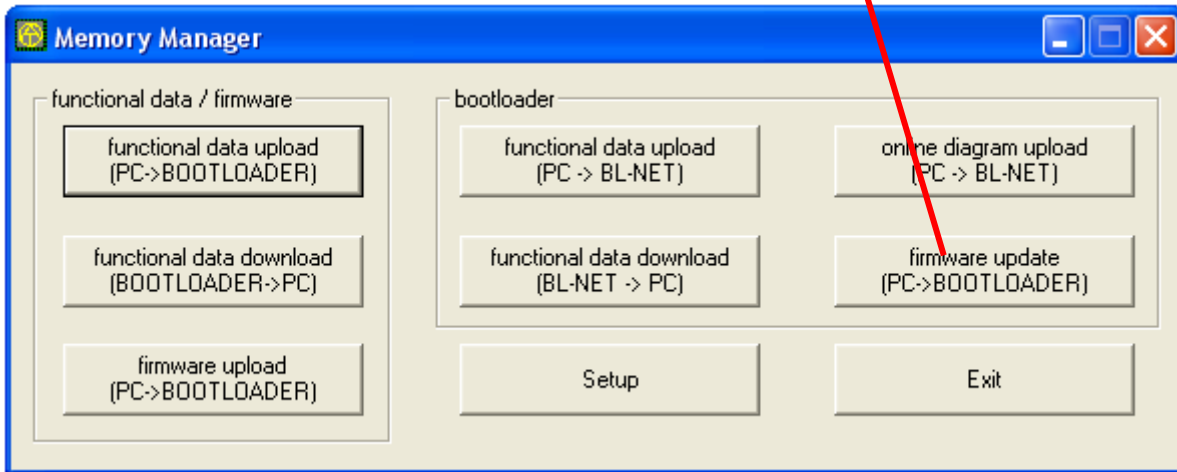 Memory Manager
functional data / firmware
functional data upload
(PC->BOOTLOADER)
functional data download
(BOOTLOADER->PC)
firmware upload
(PC->BOOTLOADER)
bootloader
functional data upload
(PC -> BL-NET)
online diagram upload
(PC -> BL-NET)
functional data download
(BL-NET -> PC)
firmware update
(PC->BOOTLOADER)
Setup
Exit